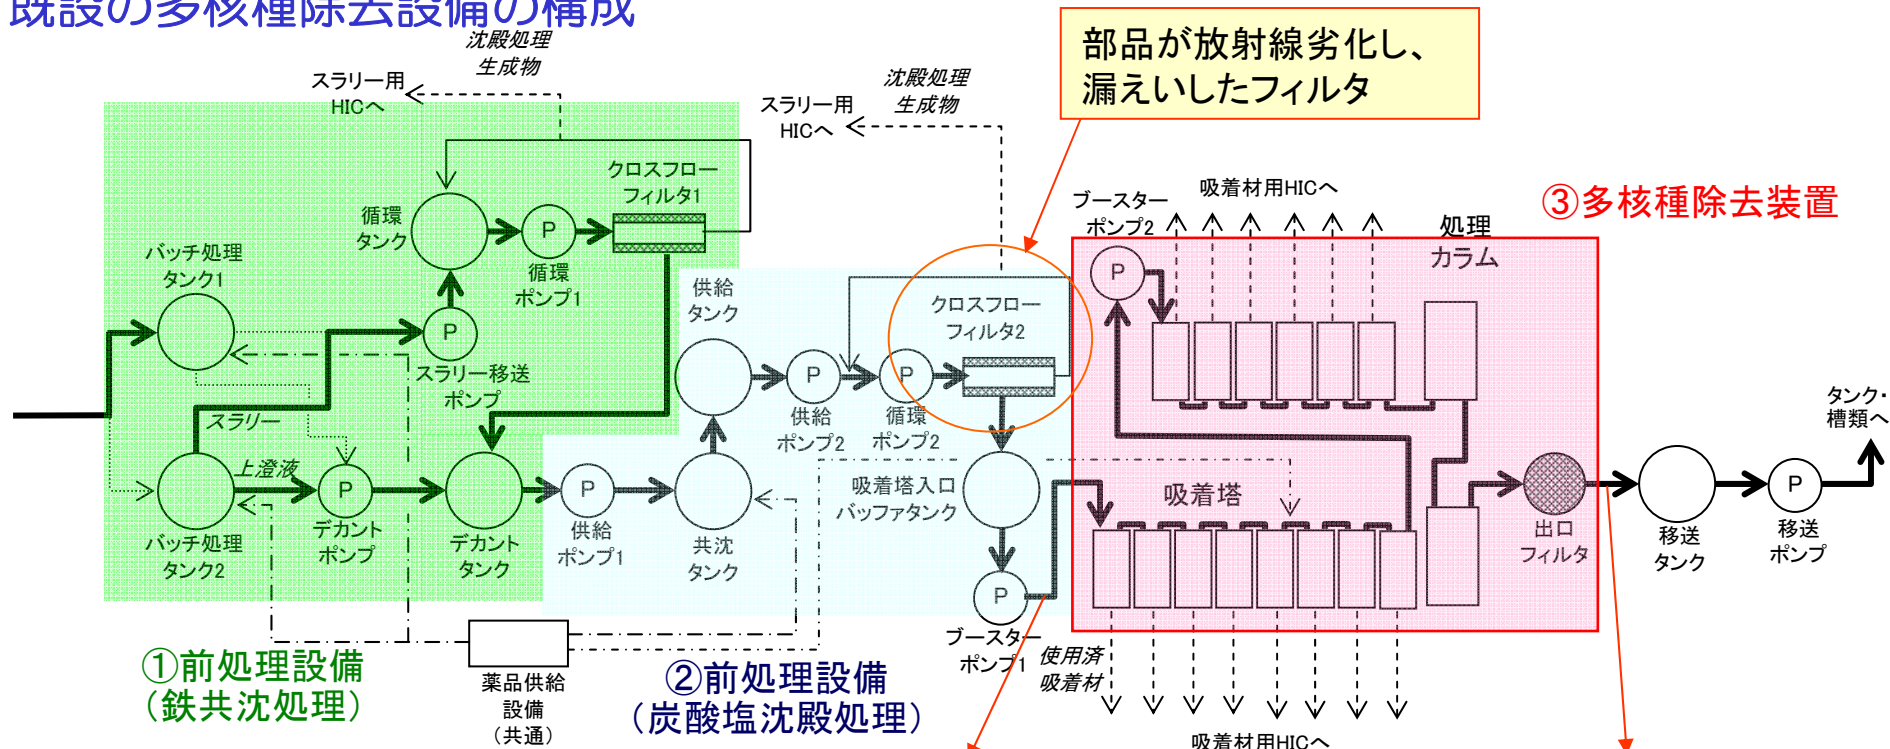 既設の多核種除去設備の構成
沈殿処理
生成物
スラリー用
HICへ
沈殿処理
生成物
スラリー用
HICへ
部品が放射線劣化し、
漏えいしたフィルタ
クロスフロー
フィルタ1
循環
タンク
P
循環
ポンプ1
バッチ処理
タンク1
P
スラリー移送
ポンプ
スラリー
上澄液
バッチ処理
タンク2
P
デカント
ポンプ
デカント
タンク
P
供給
ポンプ1
共沈
タンク
供給
タンク
P
供給
ポンプ2
P
循環
ポンプ2
クロスフロー
フィルタ2
吸着塔入口
バッファタンク
P
ブースター
ポンプ1
ブースター
ポンプ2
P
吸着材用HICへ
③多核種除去装置
処理
カラム
吸着塔
出口
フィルタ
移送
タンク
P
移送
ポンプ
タンク・
槽類へ
使用済
吸着材
吸着材用HICへ
①前処理設備
（鉄共沈処理）
薬品供給
設備
（共通）
②前処理設備
（炭酸塩沈殿処理）